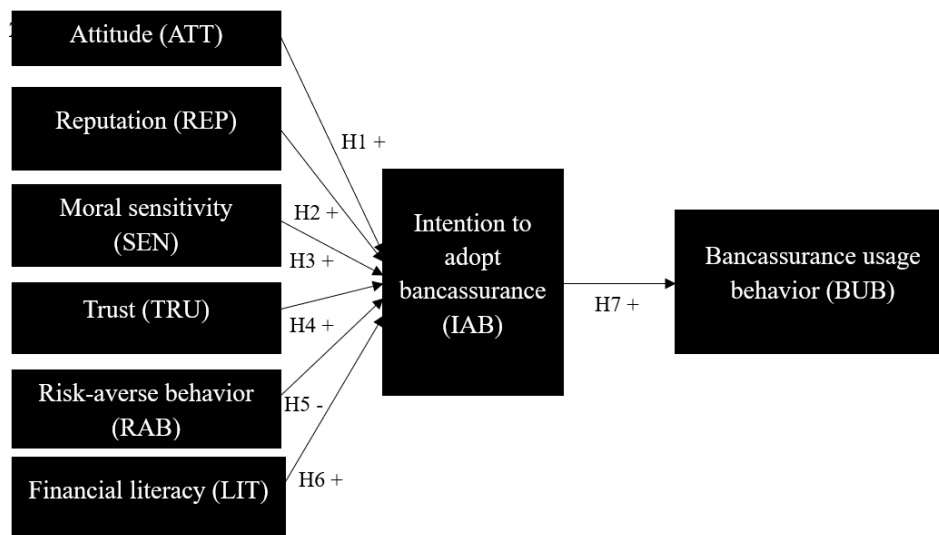 Attitude (ATT)
Reputation (REP)
Moral sensitivity
(SEN)
Trust (TRU)
Risk-averse behavior
(RAB)
Financial literacy (LIT)
H1 +
H2 +
H3 +
H4 +
H5 -
H6 +
Intention to
adopt
bancassurance
(IAB)
H7 +
Bancassurance usage
behavior (BUB)